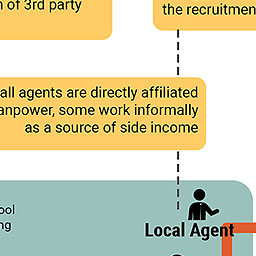 of 3rd party
the recruitmen
all agents are directly affiliated
anpower, some work informally
as a source of side income
ool
ng
Local Agent